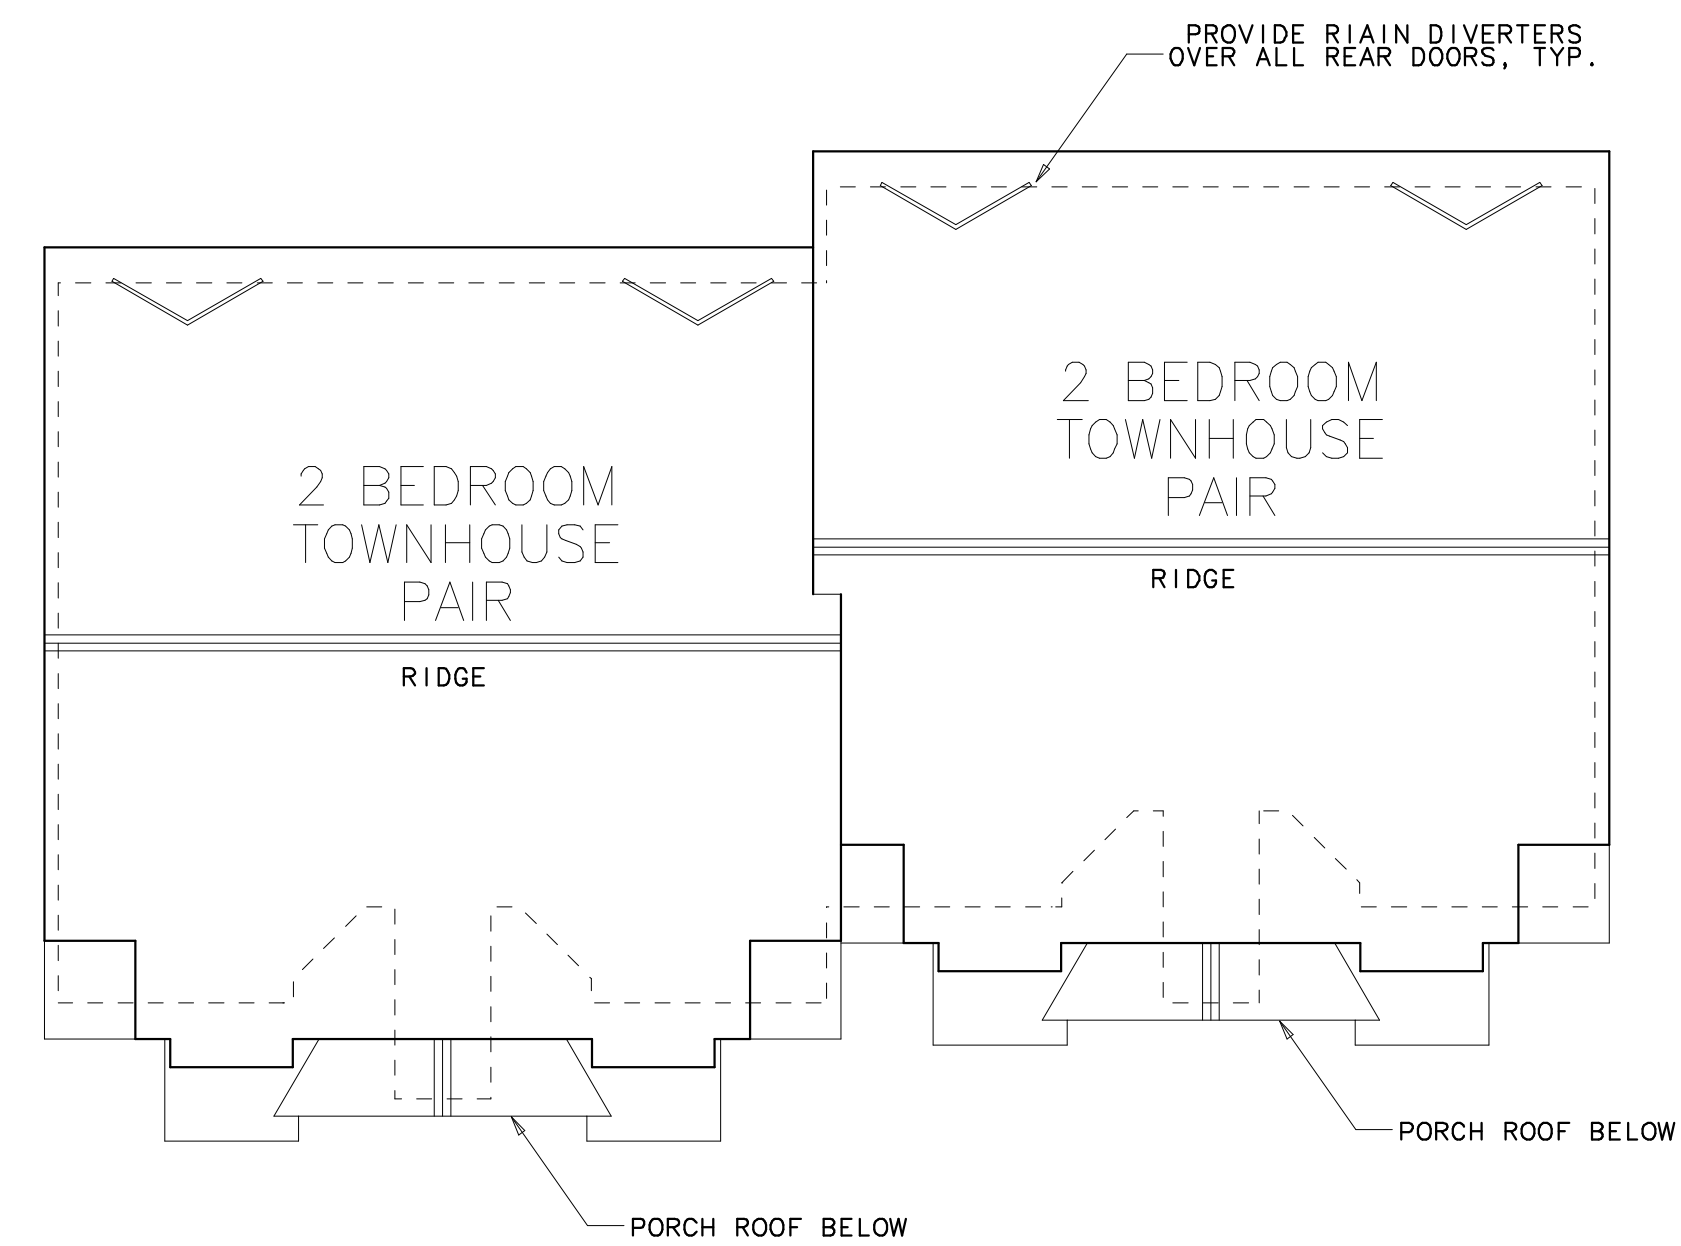 PROVIDE RIAIN DIVERTERS
OVER ALL REAR DOORS, TYP.
2 BEDROOM
TOWNHOUSE
PAIR
RIDGE
2 BEDROOM
TOWNHOUSE
PAIR
RIDGE
PORCH ROOF BELOW
PORCH ROOF BELOW